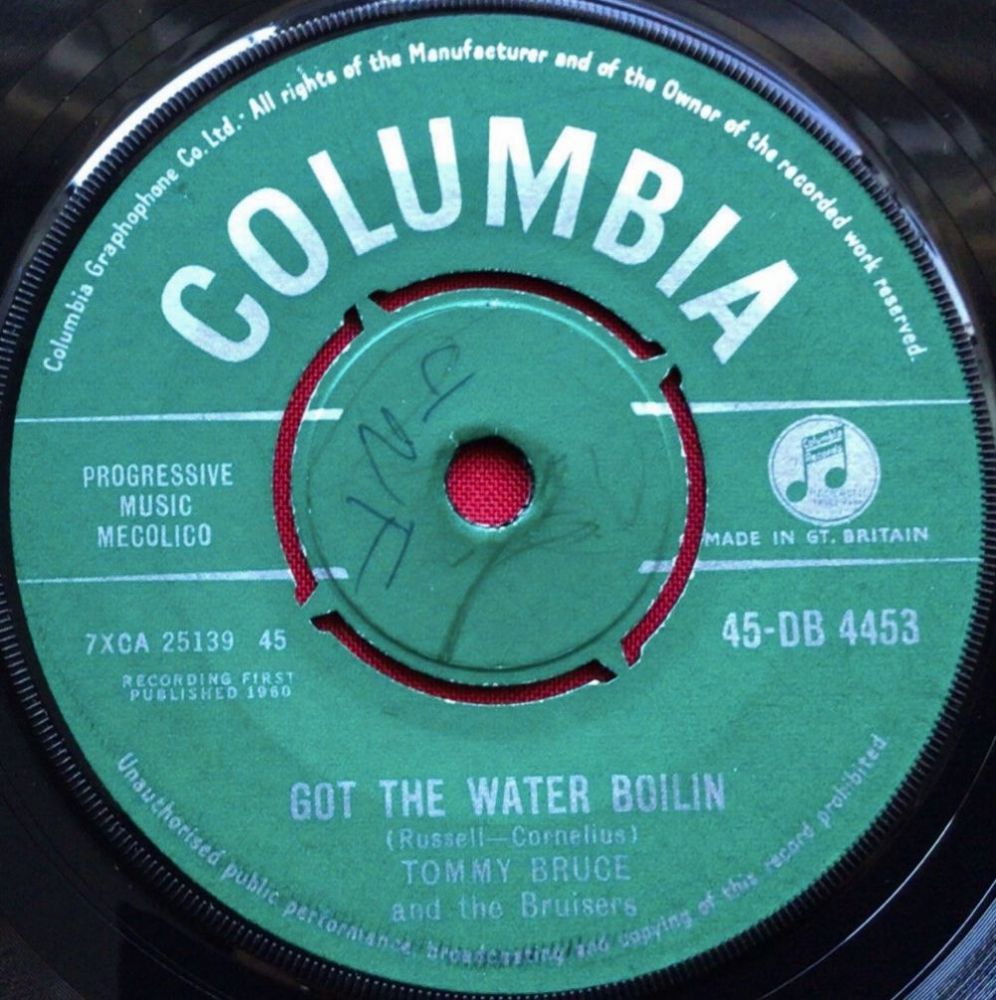 Columbia Graphophone Co. Ltd.· All rights of the Manufacturer and of the Owner of the recorded work reserved.
COLUMBIA
PROGRESSIVE
MUSIC
MECOLICO
Columbia
Records
MADE IN GT. BRITAIN
7XCA 25139 45
45-DB 4453
RECORDING FIRST
PUBLISHED 1960
GOT THE WATER BOILIN
(Russell—Cornelius)
TOMMY BRUCE
and the Bruisers
Unauthorised public performance, broadcasting and copying of this record prohibited